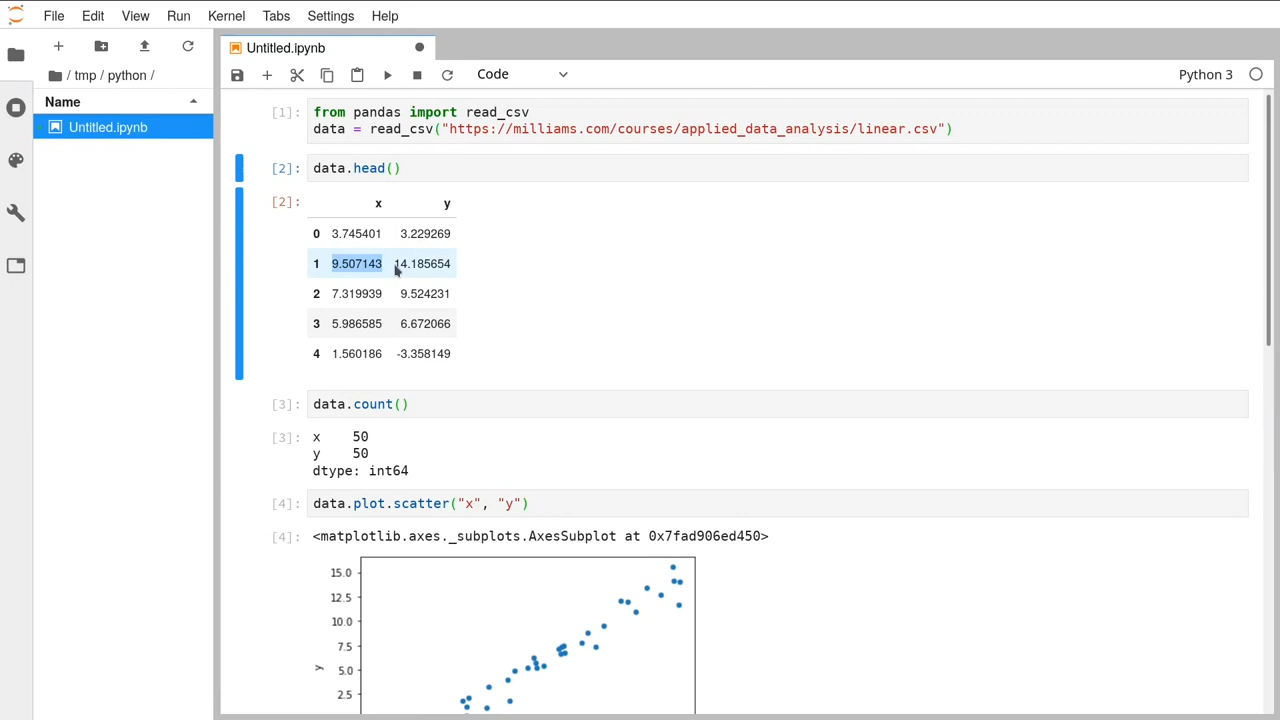 File Edit View Run Kernel Tabs Settings Help
Untitled.ipynb
Code
Python 3
/ tmp / python /
Name
Untitled.ipynb
[1]: from pandas import read_csv
data = read_csv("https://milliams.com/courses/applied_data_analysis/linear.csv")
[2]: data.head()
[2]: x y
0 3.745401 3.229269
1 9.507143 14.185654
2 7.319939 9.524231
3 5.986585 6.672066
4 1.560186 -3.358149
[3]: data.count()
[3]: x 50
y 50
dtype: int64
[4]: data.plot.scatter("x", "y")
[4]: <matplotlib.axes._subplots.AxesSubplot at 0x7fad906ed450>
15.0
12.5
10.0
7.5
5.0
2.5
y